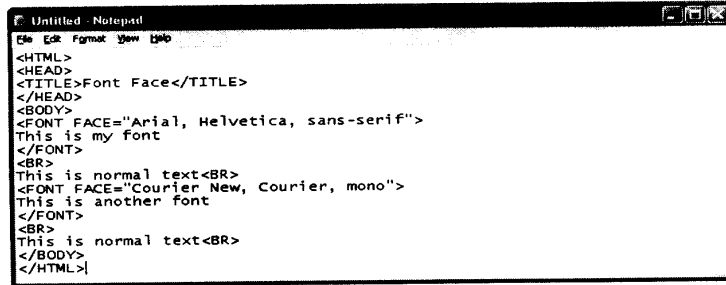 Untitled - Notepad
File Edit Format View Help
<HTML>
<HEAD>
<TITLE>Font Face</TITLE>
</HEAD>
<BODY>
<FONT FACE="Arial, Helvetica, sans-serif">
This is my font
</FONT>
<BR>
This is normal text<BR>
<FONT FACE="Courier New, Courier, mono">
This is another font
</FONT>
<BR>
This is normal text<BR>
</BODY>
</HTML>